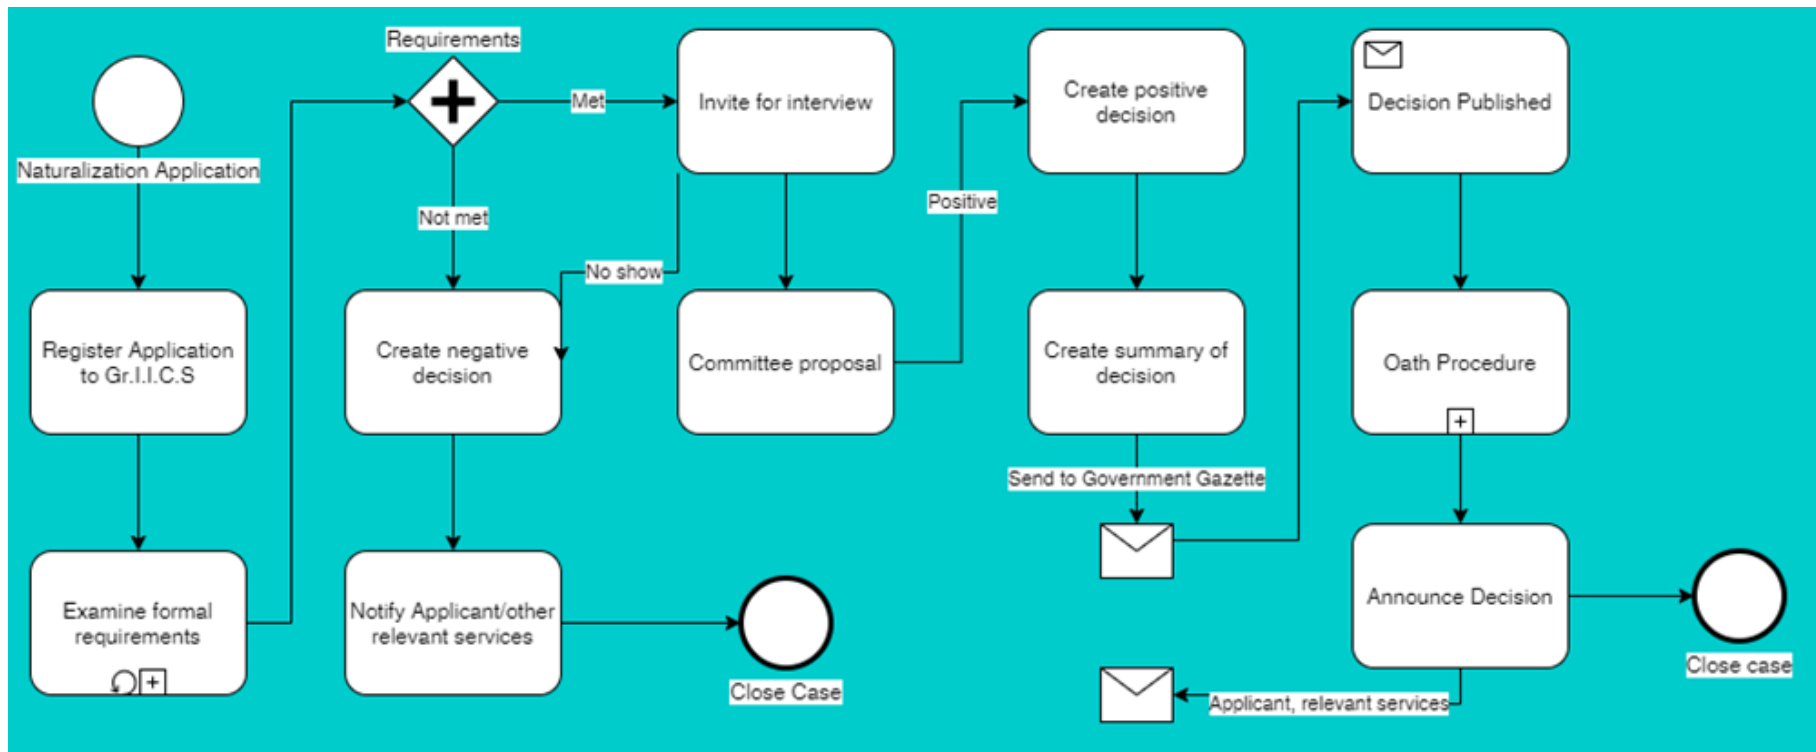 Naturalization Application
Register Application
to Gr.I.I.C.S
Examine formal
requirements
Requirements
Met
Not met
Create negative
decision
Notify Applicant/other
relevant services
Close Case
Invite for interview
No show
Committee proposal
Positive
Create positive
decision
Create summary of
decision
Send to Government Gazette
Decision Published
Oath Procedure
Announce Decision
Applicant, relevant services
Close case